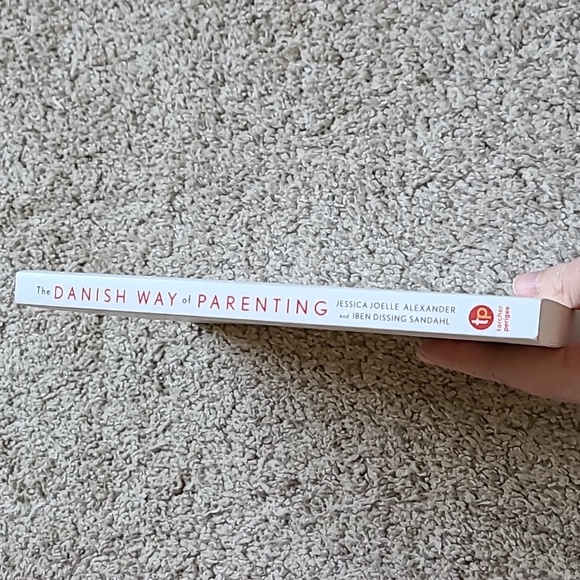 The DANISH WAY of PARENTING
JESSICA JOELLE ALEXANDER
and IBEN DISSING SANDAHL
tp
tarcher
perigee